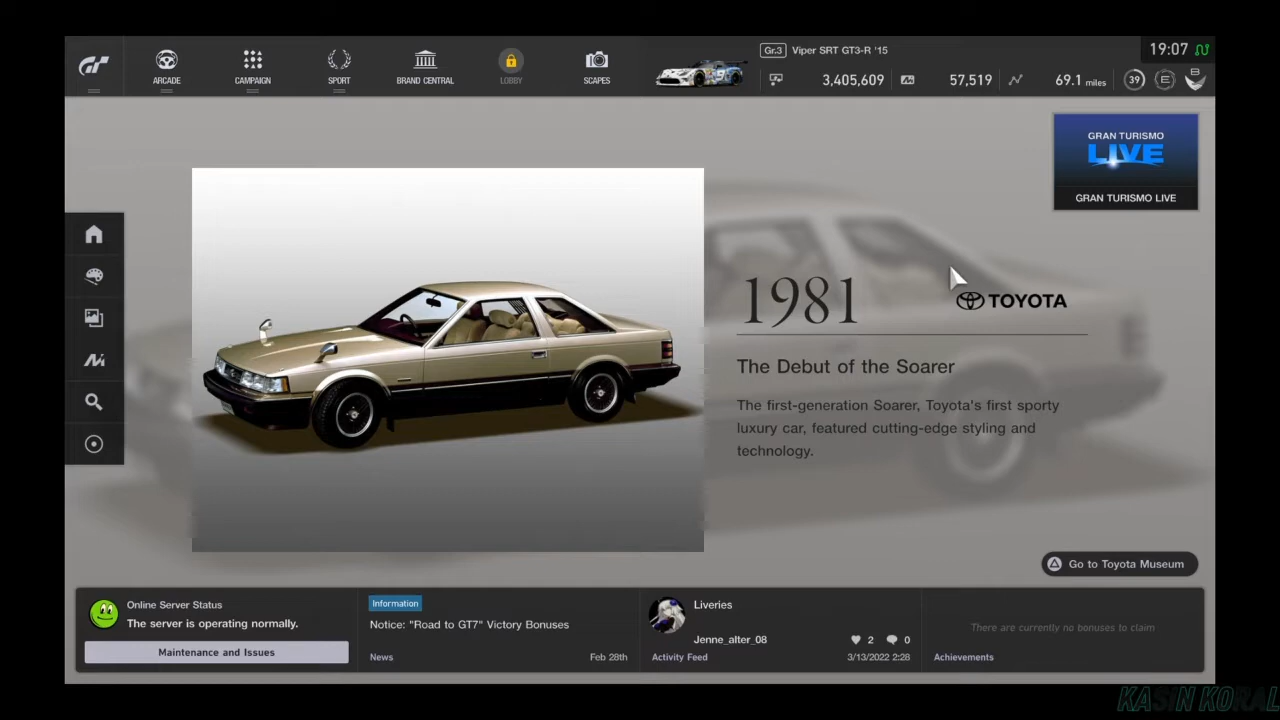 GT
ARCADE
CAMPAIGN
SPORT
BRAND CENTRAL
LOBBY
SCAPES
Gr.3 Viper SRT GT3-R '15
3,405,609
57,519
69.1 miles
39
E
B
19:07
GRAN TURISMO
LIVE
GRAN TURISMO LIVE
1981
TOYOTA
The Debut of the Soarer
The first-generation Soarer, Toyota's first sporty
luxury car, featured cutting-edge styling and
technology.
Go to Toyota Museum
Online Server Status
The server is operating normally.
Maintenance and Issues
Information
Notice: "Road to GT7" Victory Bonuses
News
Feb 28th
Liveries
Jenne_alter_08
2
0
Activity Feed
3/13/2022 2:28
There are currently no bonuses to claim
Achievements
KASIN KORAL